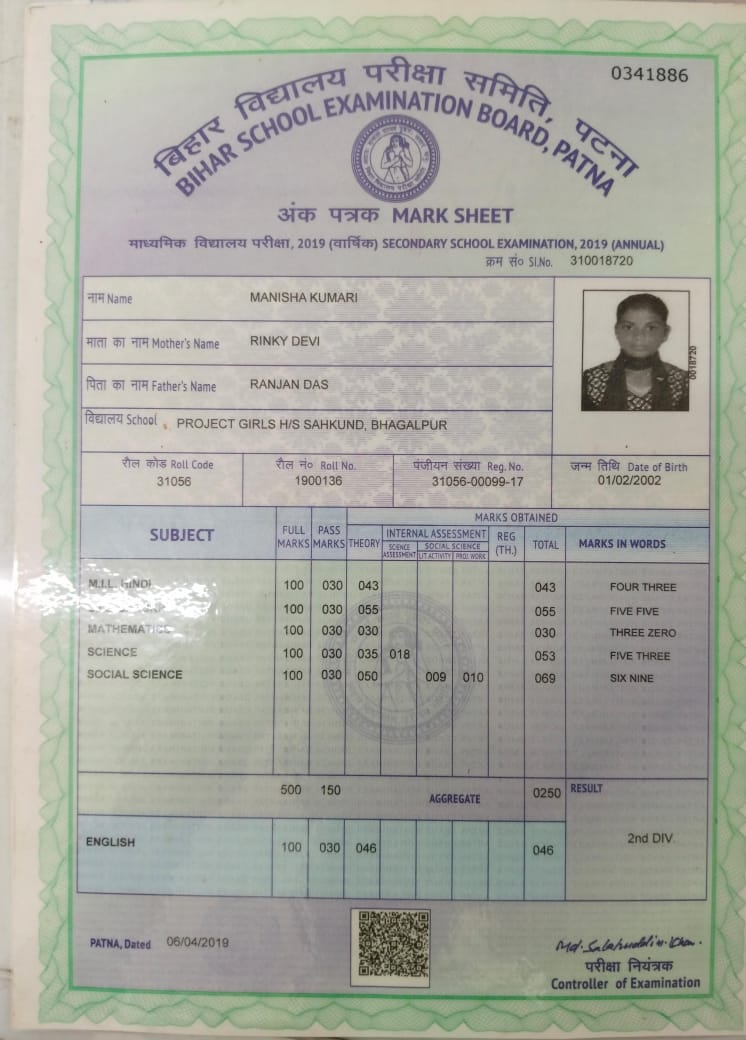 0341886
बिहार विद्यालय परीक्षा समिति, पटना
BIHAR SCHOOL EXAMINATION BOARD, PATNA
अंक पत्रक MARK SHEET
माध्यमिक विद्यालय परीक्षा, 2019 (वार्षिक) SECONDARY SCHOOL EXAMINATION, 2019 (ANNUAL)
क्रम सं० Sl.No. 310018720
नाम Name MANISHA KUMARI
माता का नाम Mother's Name RINKY DEVI
पिता का नाम Father's Name RANJAN DAS
विद्यालय School PROJECT GIRLS H/S SAHKUND, BHAGALPUR
0018720
रौल कोड Roll Code रौल नं० Roll No. पंजीयन संख्या Reg. No. जन्म तिथि Date of Birth
31056 1900136 31056-00099-17 01/02/2002
SUBJECT FULL MARKS PASS MARKS MARKS OBTAINED MARKS IN WORDS
THEORY INTERNAL ASSESSMENT REG (TH.) TOTAL
SCIENCE ASSESSMENT SOCIAL SCIENCE
LIT.ACTIVITY PROJ.WORK
M.I.L. HINDI 100 030 043 043 FOUR THREE
100 030 055 055 FIVE FIVE
MATHEMATICS 100 030 030 030 THREE ZERO
SCIENCE 100 030 035 018 053 FIVE THREE
SOCIAL SCIENCE 100 030 050 009 010 069 SIX NINE
500 150 AGGREGATE 0250 RESULT
2nd DIV.
ENGLISH 100 030 046 046
PATNA, Dated 06/04/2019
Md. Salahuddin Khan.
परीक्षा नियंत्रक
Controller of Examination